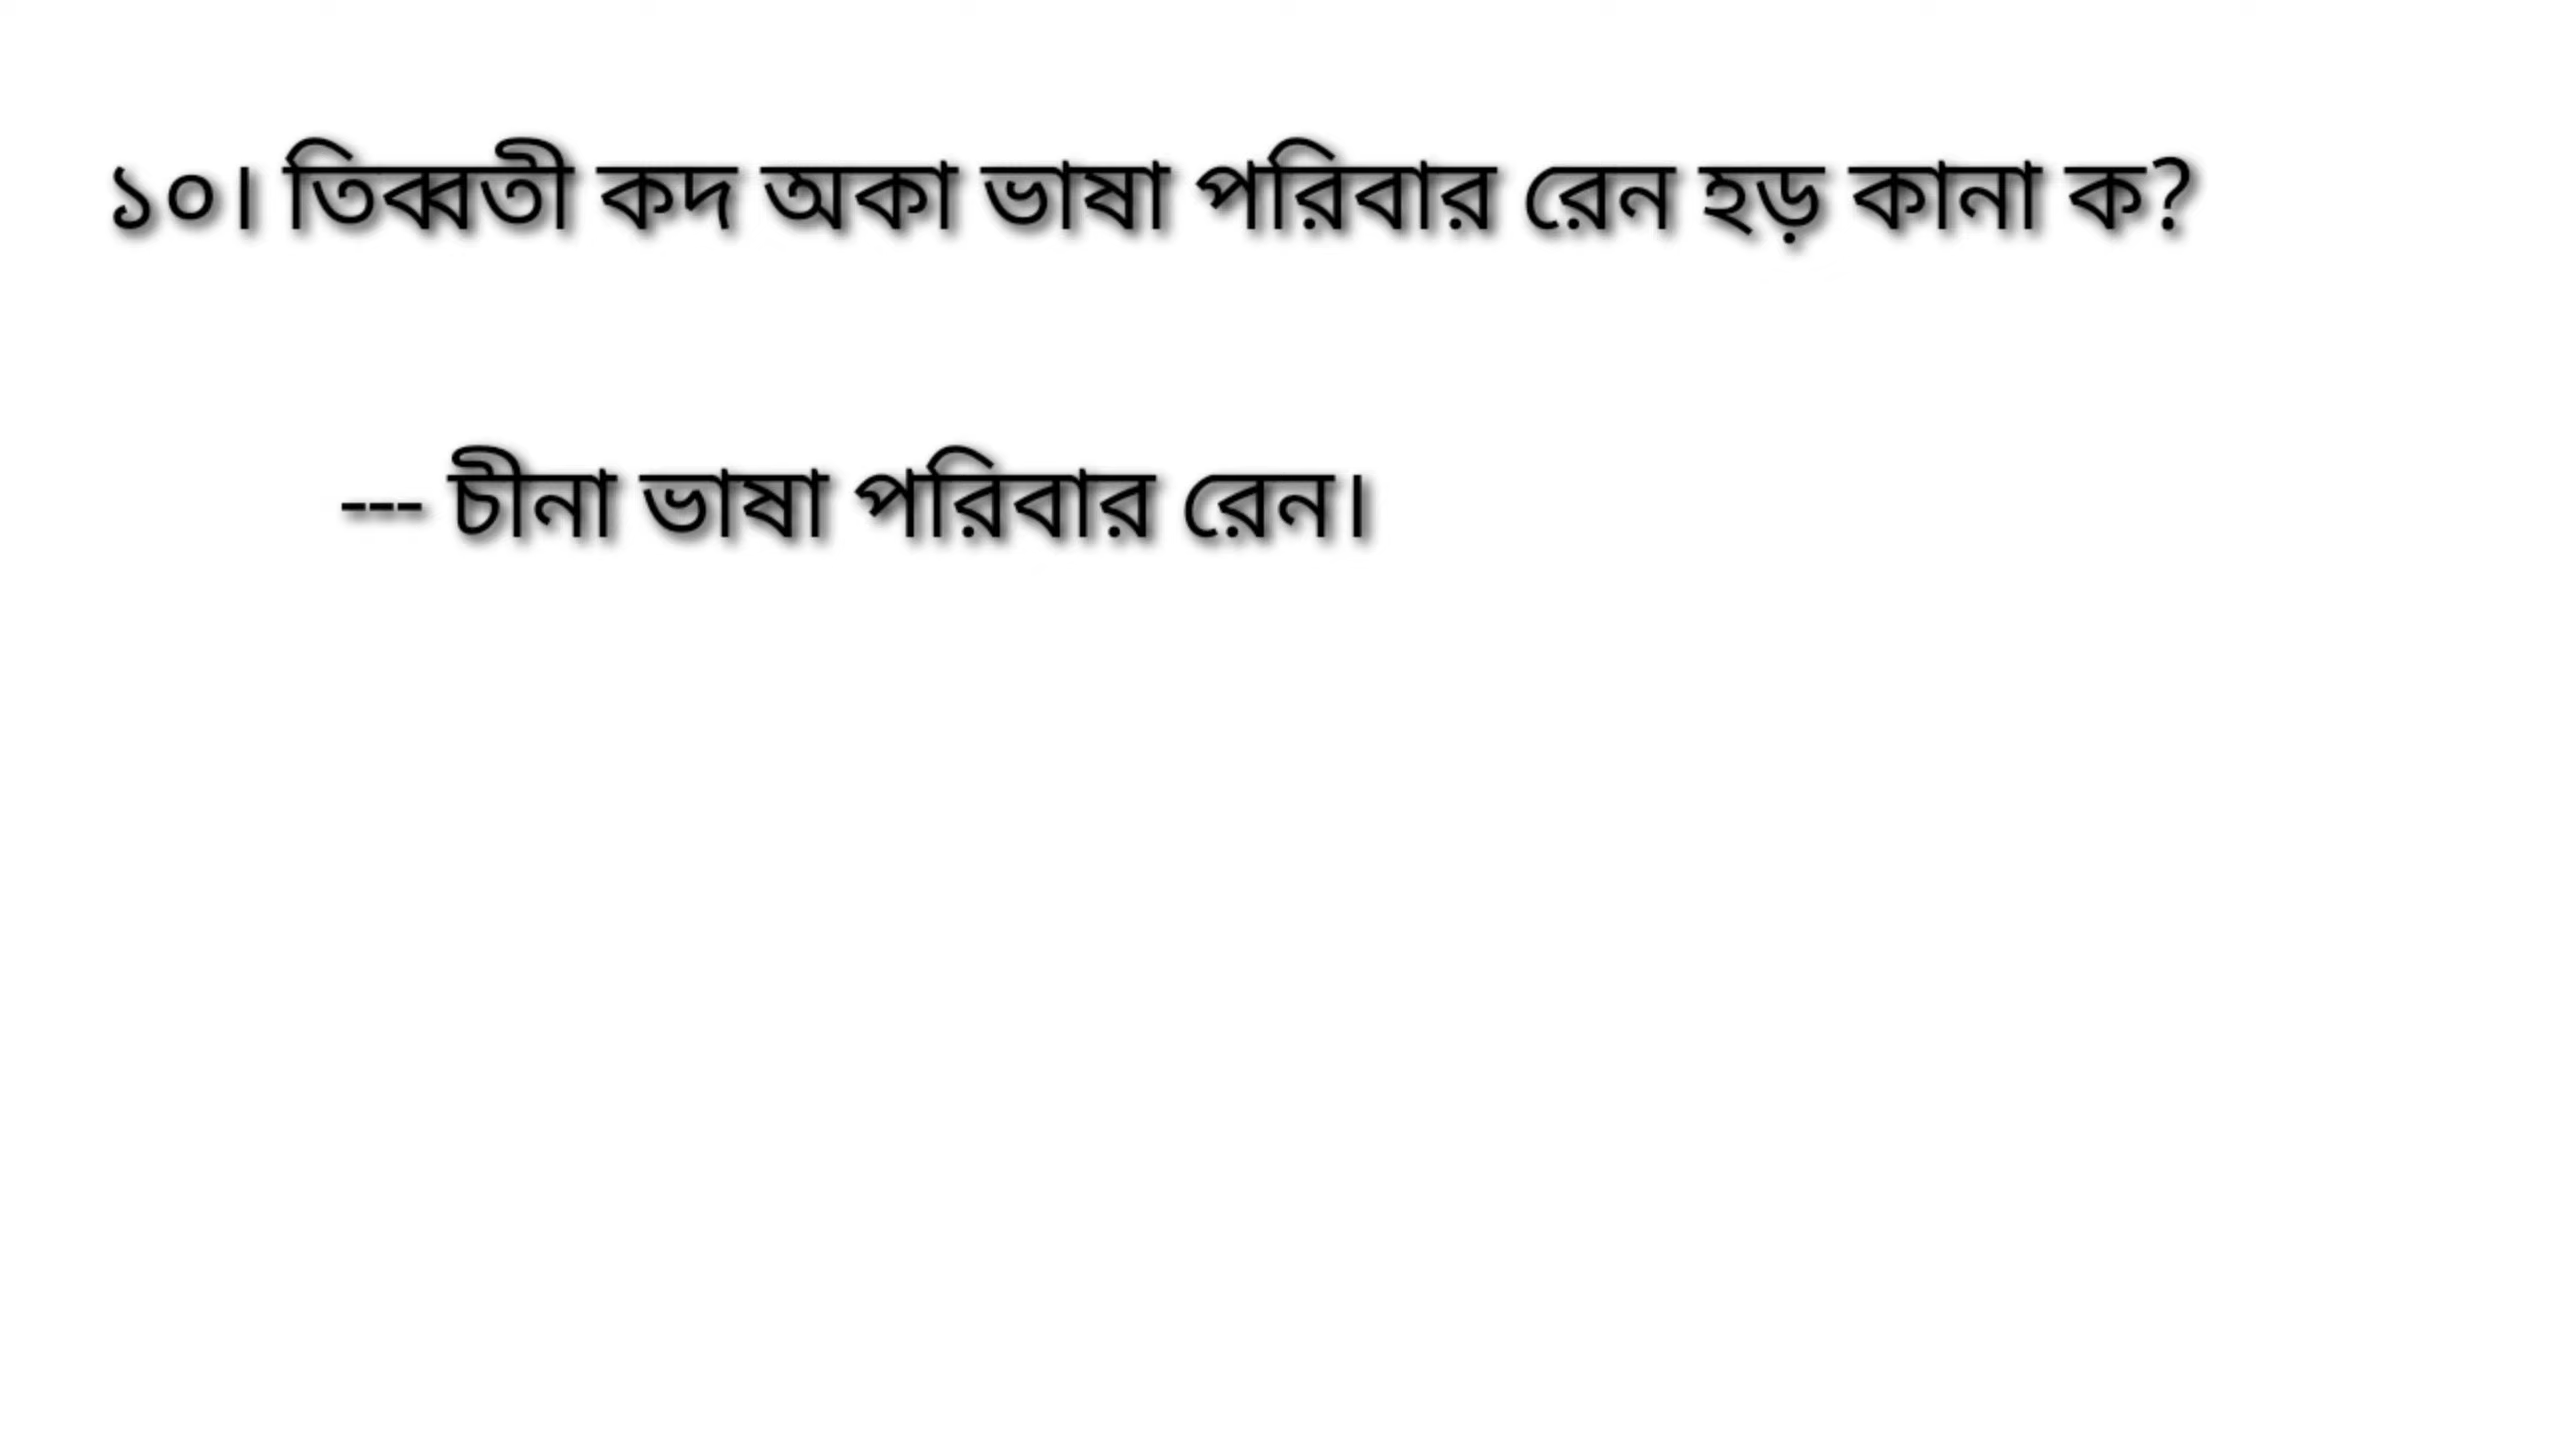 ১০। তিব্বতী কদ অকা ভাষা পরিবার রেন হড় কানা ক?
--- চীনা ভাষা পরিবার রেন।